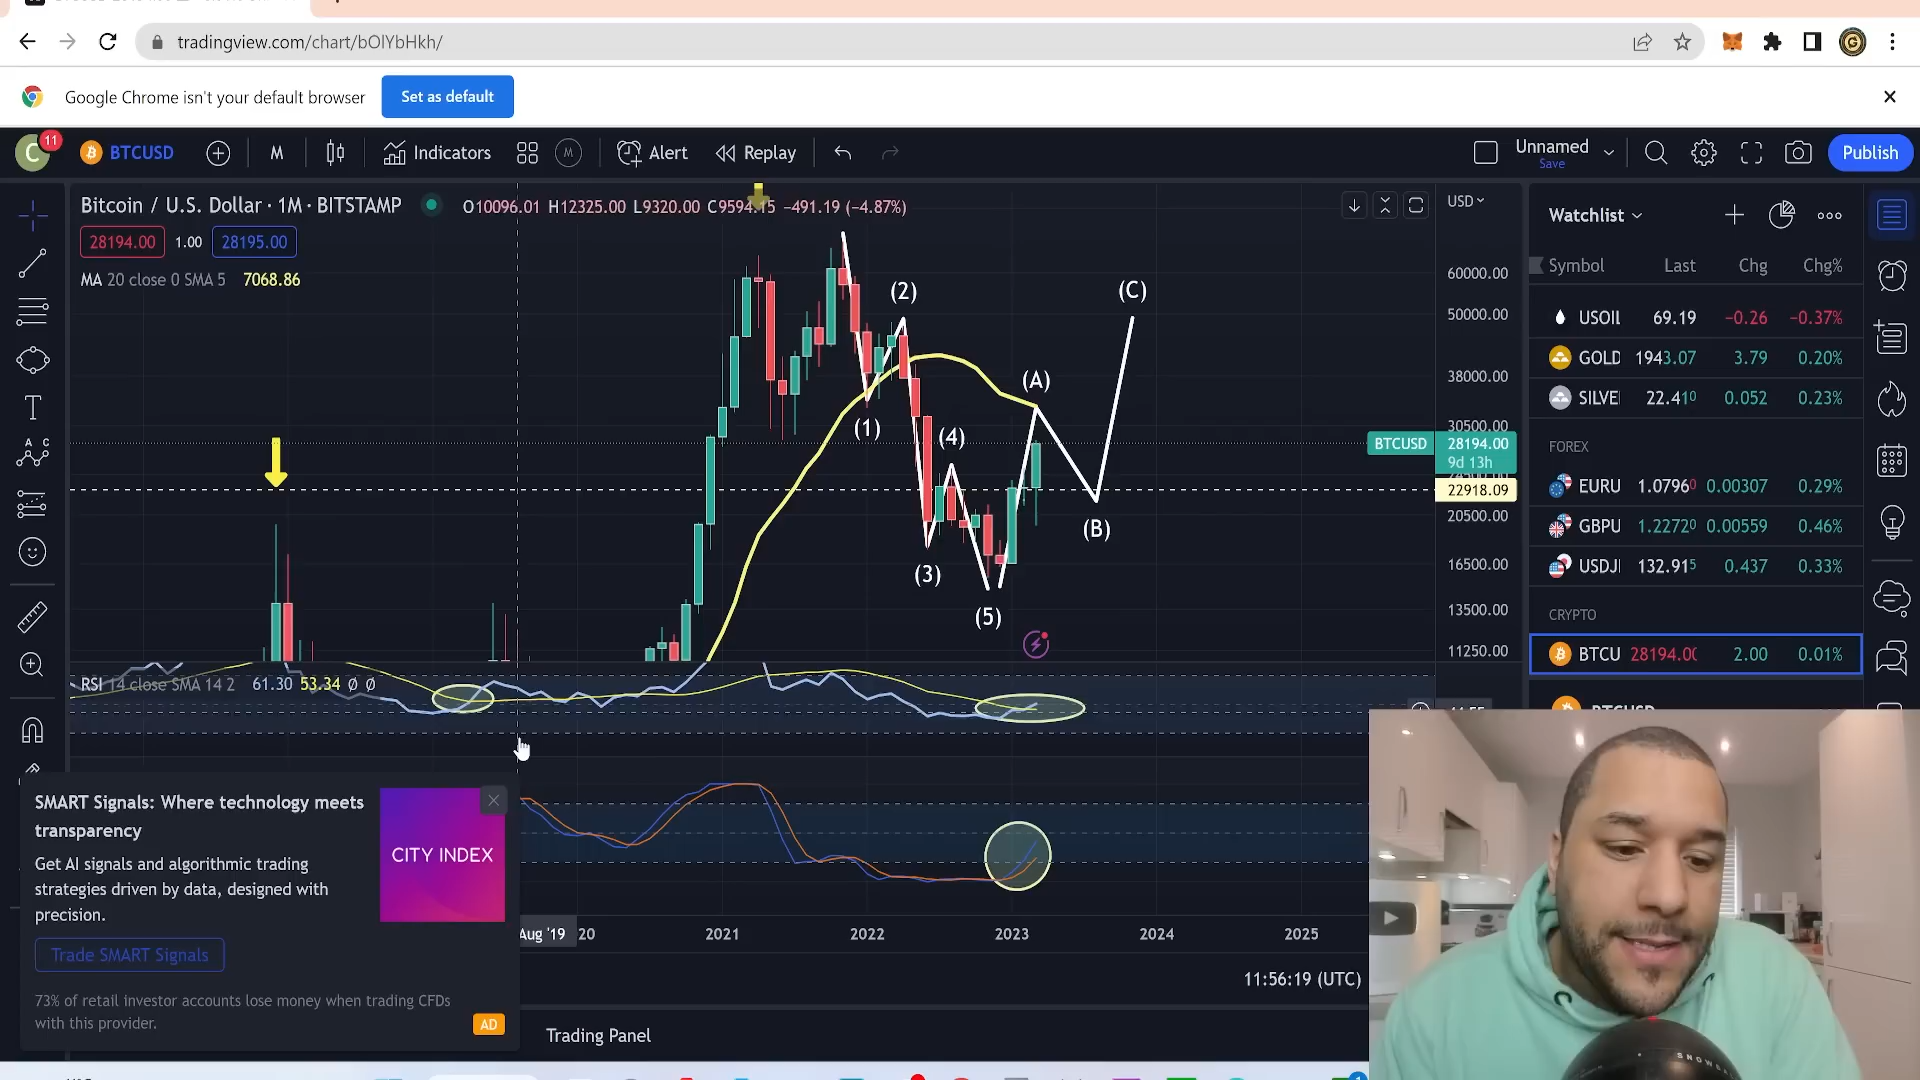 tradingview.com/chart/bOlYbHkh/
G
Google Chrome isn't your default browser
Set as default
C
11
BTCUSD
M
Indicators
M
Alert
Replay
Unnamed
Save
Publish
Bitcoin / U.S. Dollar · 1M · BITSTAMP
O10096.01 H12325.00 L9320.00 C9594.15 −491.19 (−4.87%)
USD
28194.00 1.00 28195.00
MA 20 close 0 SMA 5 7068.86
60000.00
50000.00
38000.00
30500.00
BTCUSD 28194.00
9d 13h
22918.09
20500.00
16500.00
13500.00
11250.00
(1)
(2)
(3)
(4)
(5)
(A)
(B)
(C)
RSI 14 close SMA 14 2 61.30 53.34 Ø Ø
Watchlist
Symbol Last Chg Chg%
USOIL 69.19 −0.26 −0.37%
GOLD 1943.07 3.79 0.20%
SILVE 22.410 0.052 0.23%
FOREX
EURU 1.07960 0.00307 0.29%
GBPU 1.22720 0.00559 0.46%
USDJ 132.915 0.437 0.33%
CRYPTO
BTCU 28194.00 2.00 0.01%
T
A C
B
SMART Signals: Where technology meets
transparency
Get AI signals and algorithmic trading
strategies driven by data, designed with
precision.
CITY INDEX
Trade SMART Signals
73% of retail investor accounts lose money when trading CFDs
with this provider.
AD
Aug '19 20 2021 2022 2023 2024 2025
11:56:19 (UTC)
Trading Panel